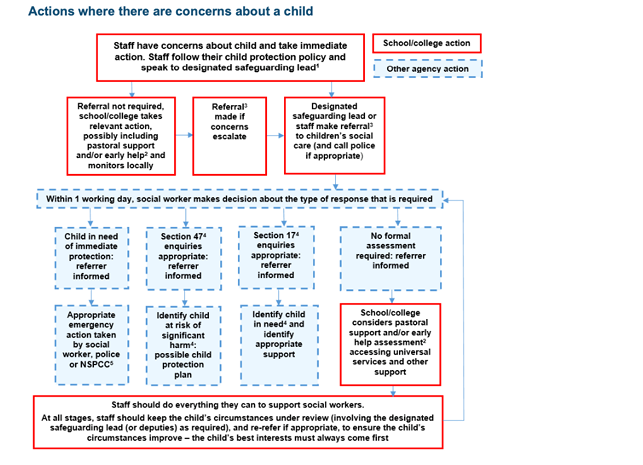 Actions where there are concerns about a child
Staff have concerns about child and take immediate
action. Staff follow their child protection policy and
speak to designated safeguarding lead¹
School/college action
Other agency action
Referral not required,
school/college takes
relevant action,
possibly including
pastoral support
and/or early help² and
monitors locally
Referral³
made if
concerns
escalate
Designated
safeguarding lead or
staff make referral³
to children's social
care (and call police
if appropriate)
Within 1 working day, social worker makes decision about the type of response that is required
Child in need
of immediate
protection:
referrer
informed
Section 47⁴
enquiries
appropriate:
referrer
informed
Section 17⁴
enquiries
appropriate:
referrer
informed
No formal
assessment
required: referrer
informed
Appropriate
emergency
action taken
by social
worker, police
or NSPCC⁵
Identify child
at risk of
significant
harm⁴:
possible child
protection
plan
Identify child
in need⁴ and
identify
appropriate
support
School/college
considers pastoral
support and/or early
help assessment²
accessing universal
services and other
support
Staff should do everything they can to support social workers.
At all stages, staff should keep the child's circumstances under review (involving the designated
safeguarding lead (or deputies) as required), and re-refer if appropriate, to ensure the child's
circumstances improve – the child's best interests must always come first